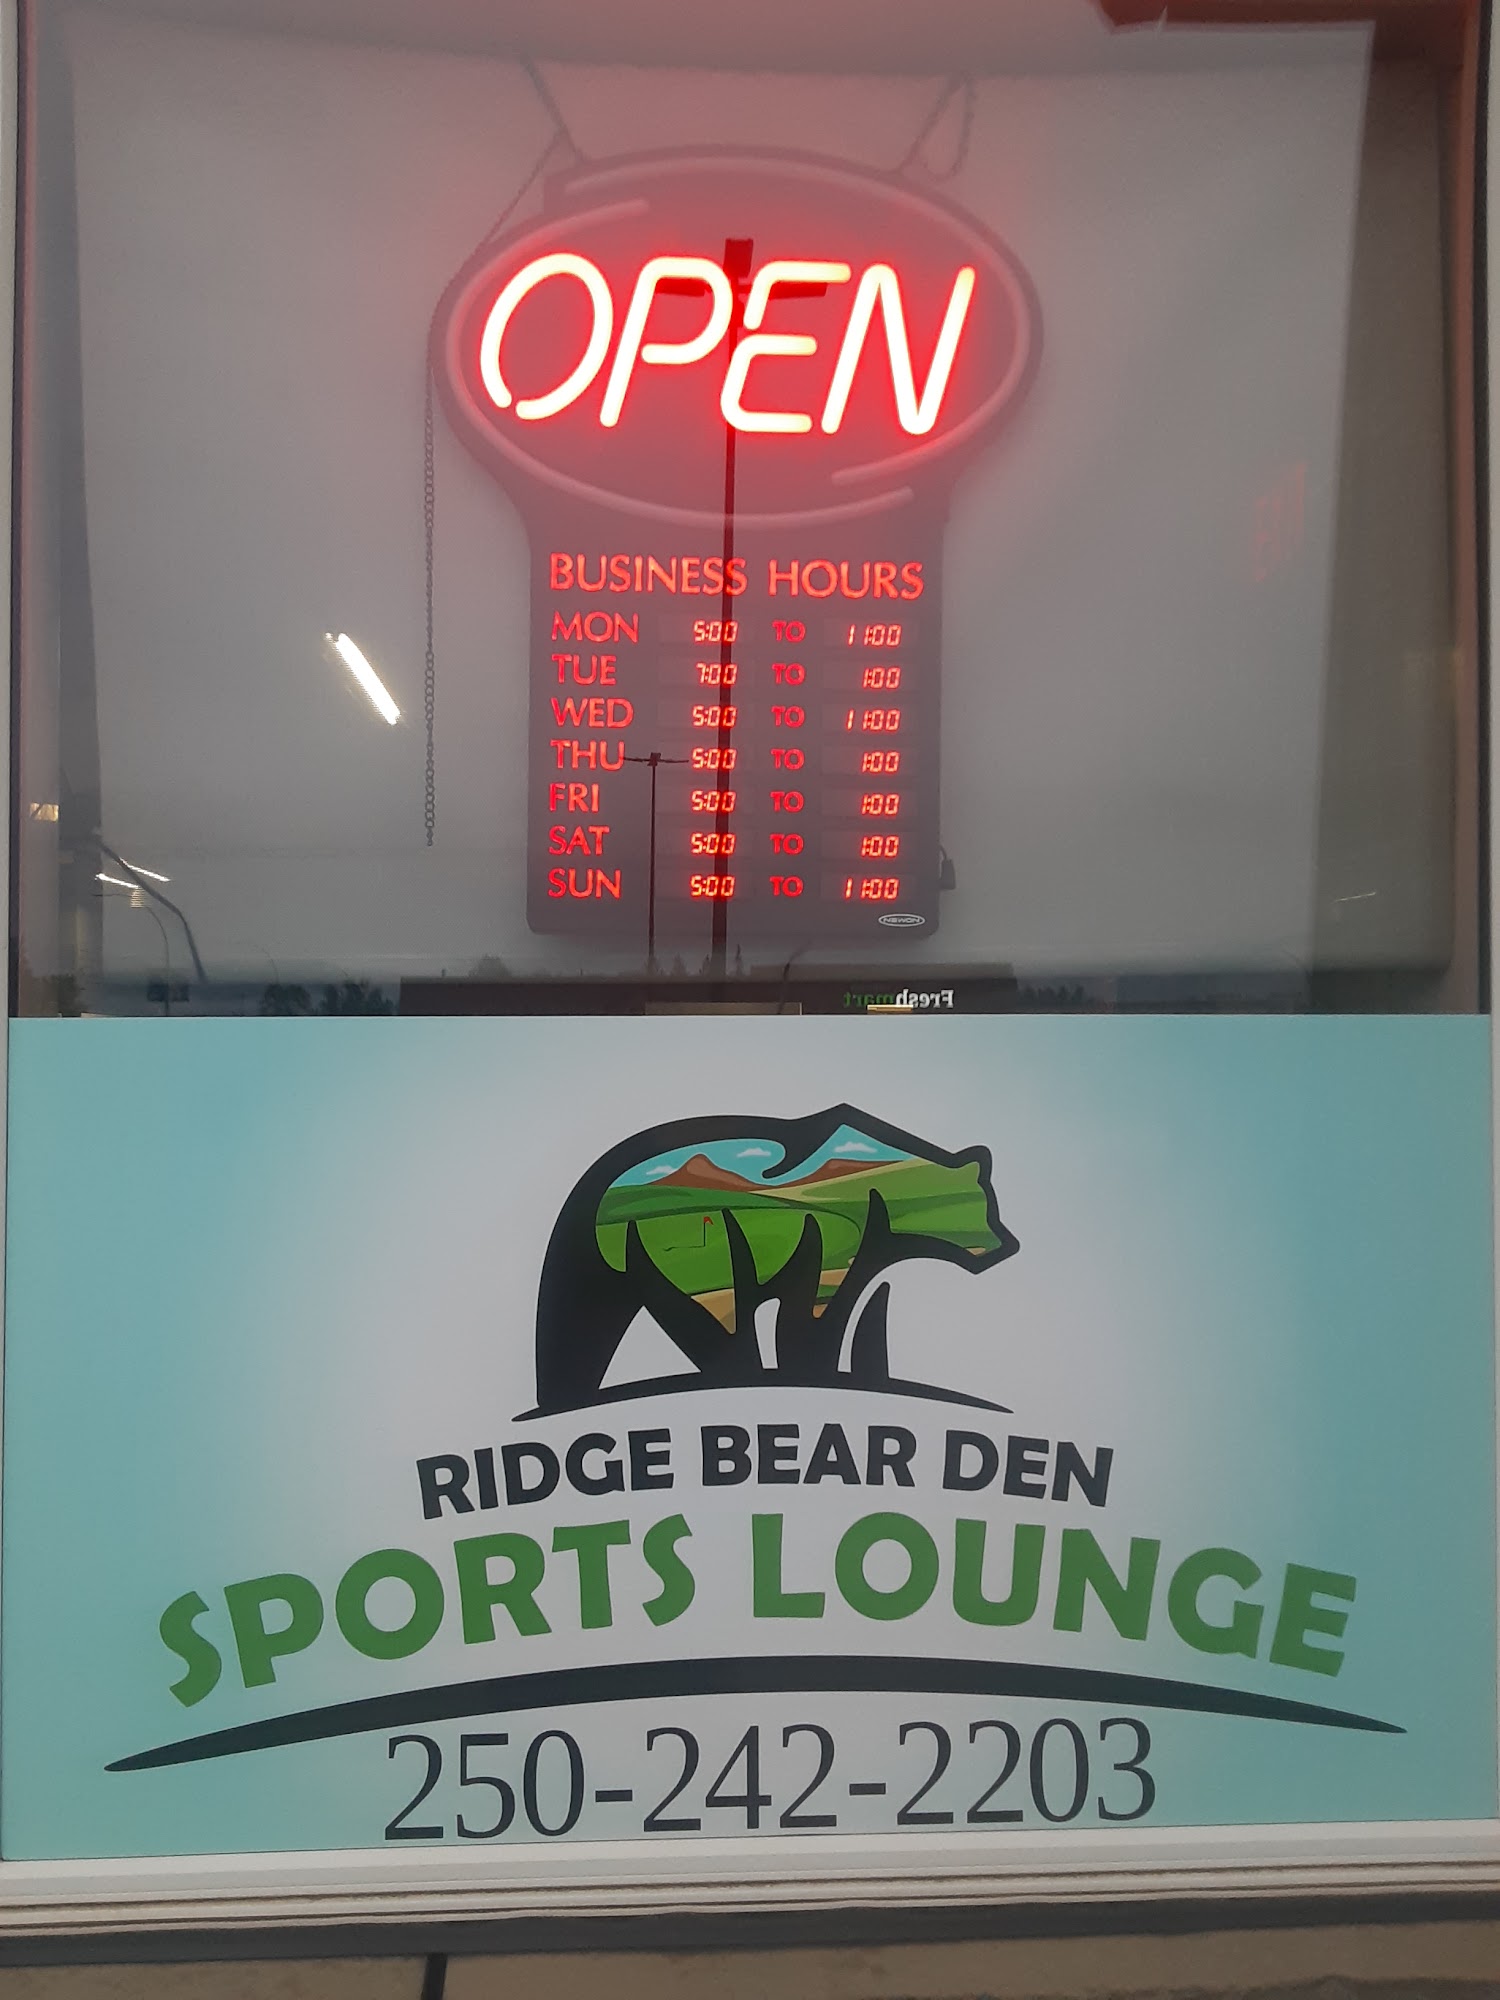 OPEN
BUSINESS HOURS
MON 5:00 TO 11:00
TUE 7:00 TO 1:00
WED 5:00 TO 11:00
THU 5:00 TO 1:00
FRI 5:00 TO 1:00
SAT 5:00 TO 1:00
SUN 5:00 TO 11:00
NEWON
Freshmart
RIDGE BEAR DEN
SPORTS LOUNGE
250-242-2203